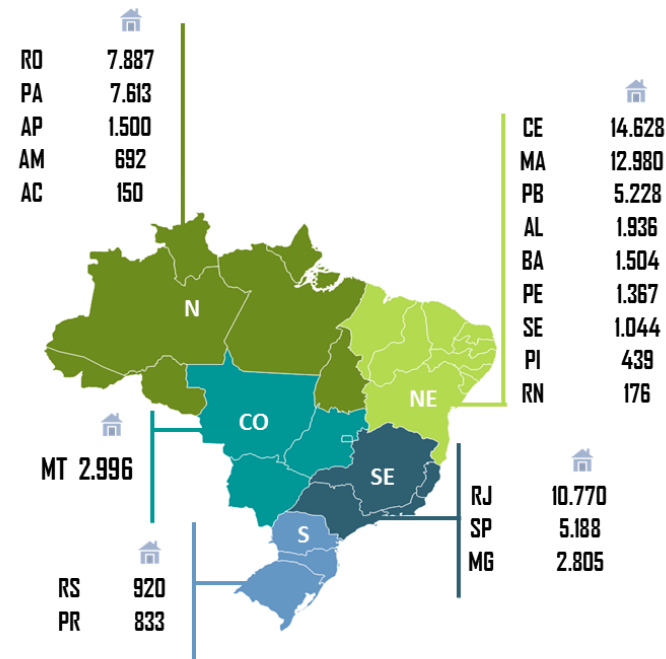 RO 7.887
PA 7.613
AP 1.500
AM 692
AC 150
CE 14.628
MA 12.980
PB 5.228
AL 1.936
BA 1.504
PE 1.367
SE 1.044
PI 439
RN 176
N
NE
CO
SE
S
MT 2.996
RJ 10.770
SP 5.188
MG 2.805
RS 920
PR 833